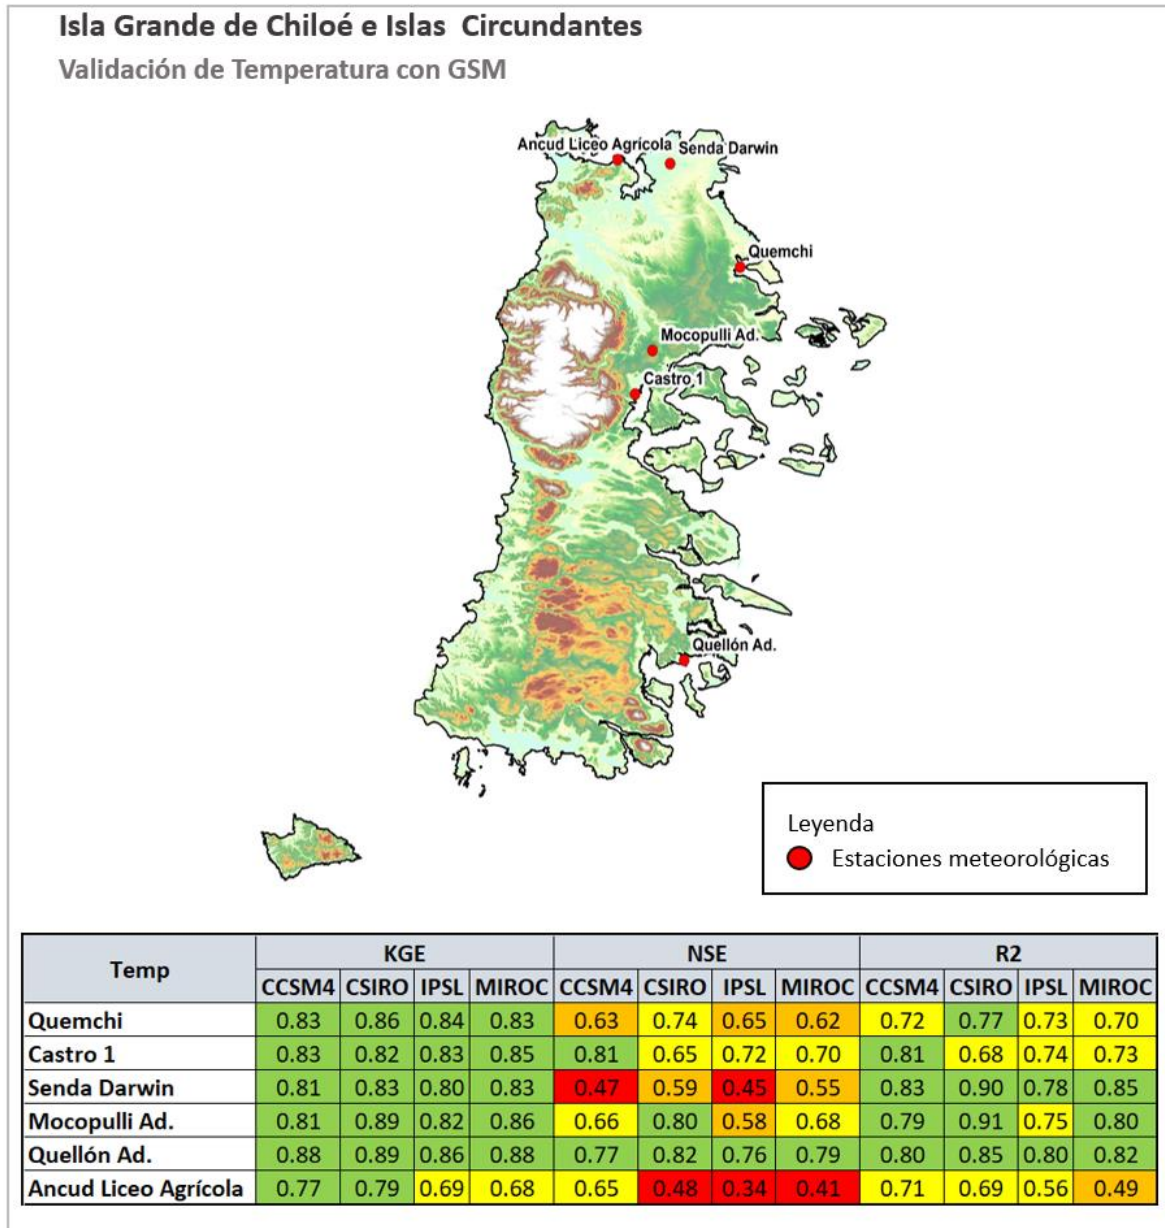 Isla Grande de Chiloé e Islas Circundantes
Validación de Temperatura con GSM
Ancud Liceo Agrícola
Senda Darwin
Quemchi
Mocopulli Ad.
Castro 1
Quellón Ad.
Leyenda
Estaciones meteorológicas
Temp KGE NSE R2
CCSM4 CSIRO IPSL MIROC CCSM4 CSIRO IPSL MIROC CCSM4 CSIRO IPSL MIROC
Quemchi 0.83 0.86 0.84 0.83 0.63 0.74 0.65 0.62 0.72 0.77 0.73 0.70
Castro 1 0.83 0.82 0.83 0.85 0.81 0.65 0.72 0.70 0.81 0.68 0.74 0.73
Senda Darwin 0.81 0.83 0.80 0.83 0.47 0.59 0.45 0.55 0.83 0.90 0.78 0.85
Mocopulli Ad. 0.81 0.89 0.82 0.86 0.66 0.80 0.58 0.68 0.79 0.91 0.75 0.80
Quellón Ad. 0.88 0.89 0.86 0.88 0.77 0.82 0.76 0.79 0.80 0.85 0.80 0.82
Ancud Liceo Agrícola 0.77 0.79 0.69 0.68 0.65 0.48 0.34 0.41 0.71 0.69 0.56 0.49